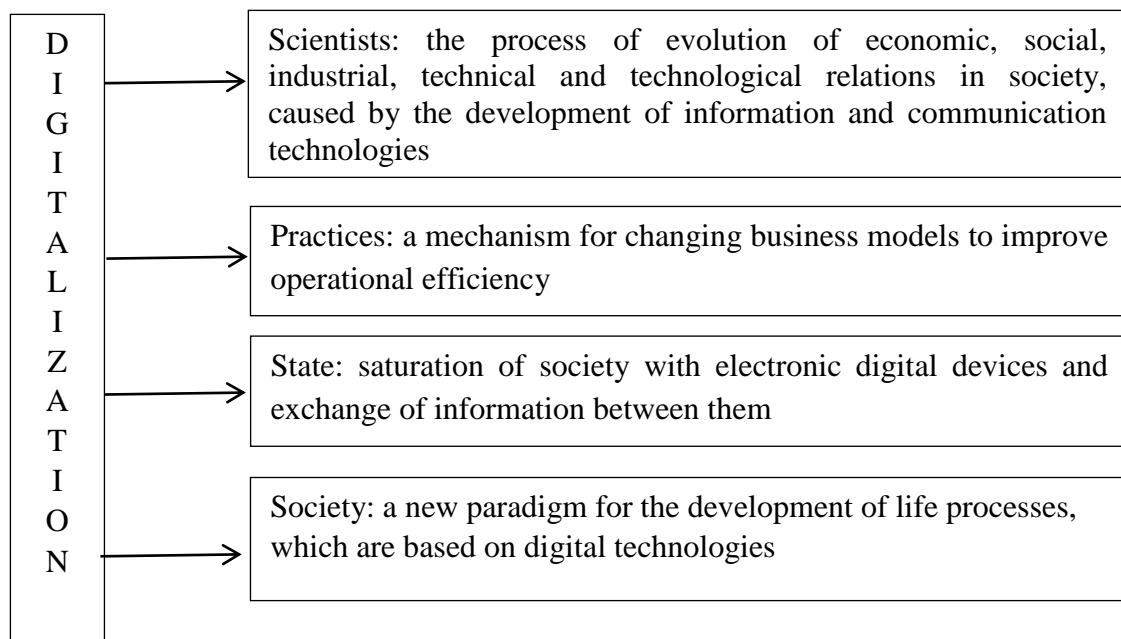 DIGITALIZATION
Scientists: the process of evolution of economic, social,
industrial, technical and technological relations in society,
caused by the development of information and communication
technologies
Practices: a mechanism for changing business models to improve
operational efficiency
State: saturation of society with electronic digital devices and
exchange of information between them
Society: a new paradigm for the development of life processes,
which are based on digital technologies